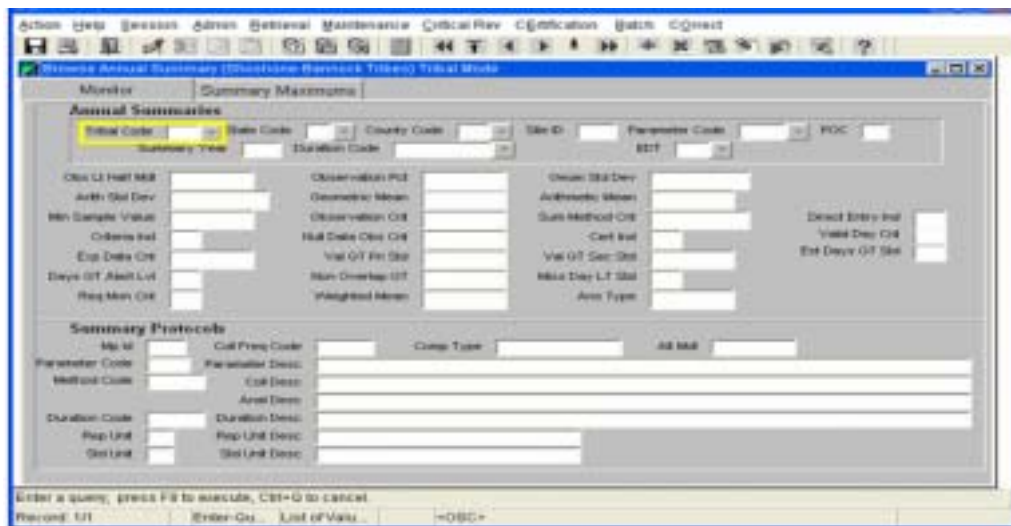 Action Help Session Admin Retrieval Maintenance Critical Rev CErtification Batch COrrect
Browse Annual Summary (Shoshone-Bannock Tribes) Tribal Mode
Monitor Summary Maximums
Annual Summaries
Tribal Code State Code County Code Site ID Parameter Code POC
Summary Year Duration Code EDT
Obs Lt Half Mdl Observation Pct Geom Std Dev
Arith Std Dev Geometric Mean Arithmetic Mean
Min Sample Value Observation Cnt Sum Method Cnt Direct Entry Ind
Criteria Ind Null Data Obs Cnt Cert Ind Valid Day Cnt
Exp Data Cnt Val GT Pri Std Val GT Sec Std Est Days GT Std
Days GT Alert Lvl Non Overlap GT Miss Day LT Std
Req Mon Cnt Weighted Mean Area Type
Summary Protocols
Mp Id Coll Freq Code Comp Type Alt Mdl
Parameter Code Parameter Desc
Method Code Coll Desc
Anal Desc
Duration Code Duration Desc
Rep Unit Rep Unit Desc
Std Unit Std Unit Desc
Enter a query; press F8 to execute, Ctrl+Q to cancel.
Record: 1/1 Enter-Qu... List of Valu... <OSC>